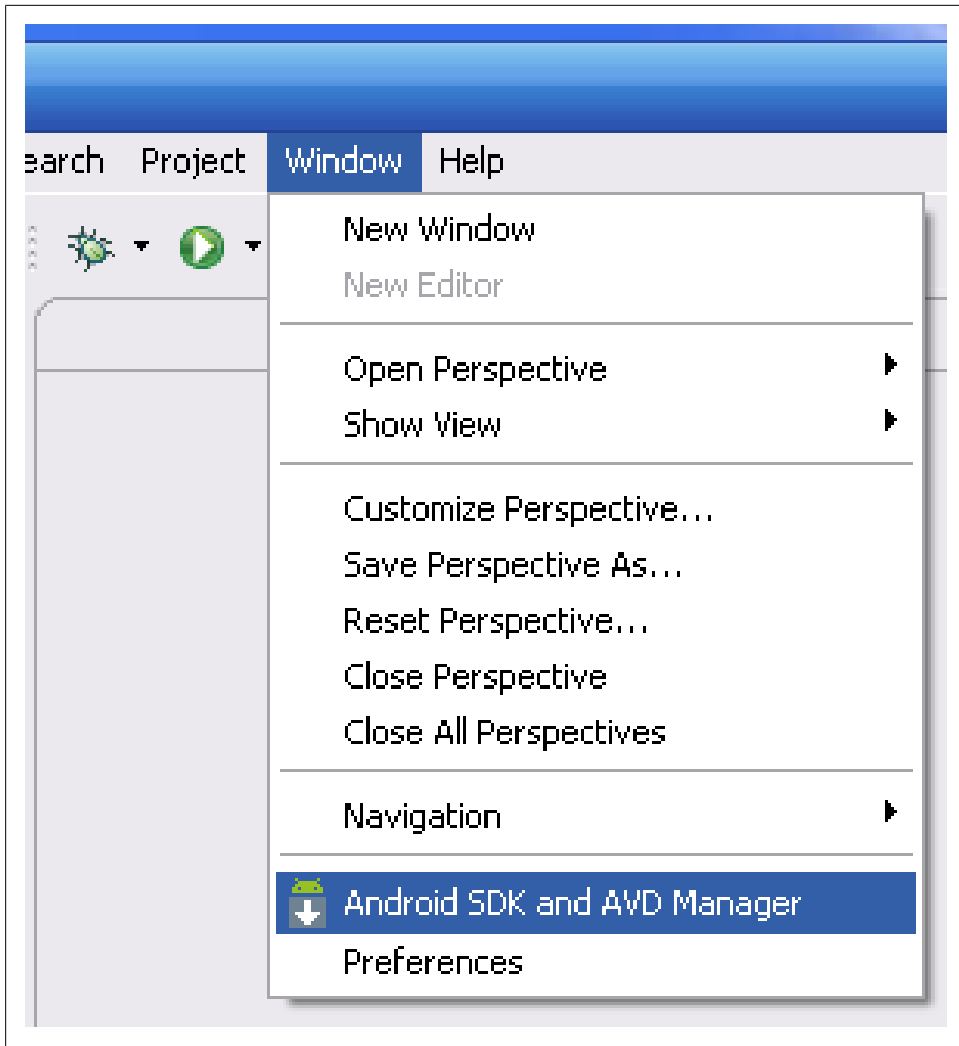 earch Project Window Help
New Window
New Editor
Open Perspective
Show View
Customize Perspective...
Save Perspective As...
Reset Perspective...
Close Perspective
Close All Perspectives
Navigation
Android SDK and AVD Manager
Preferences